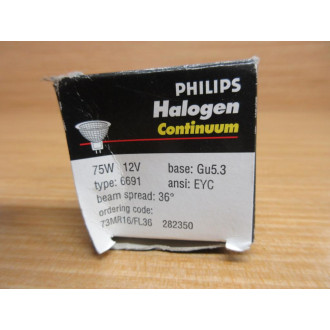 PHILIPS
Halogen
Continuum
75W 12V base: Gu5.3
type: 6691 ansi: EYC
beam spread: 36°
ordering code:
73MR16/FL36 282350